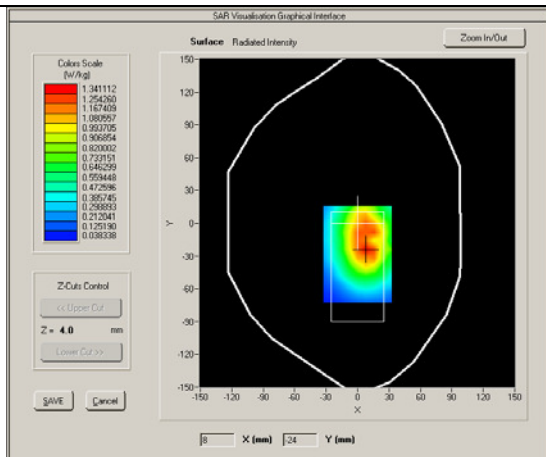 SAR Visualisation Graphical Interface
Surface Radiated Intensity
Zoom In/Out
Colors Scale
(W/kg)
1.341112
1.254260
1.167409
1.080557
0.993705
0.906854
0.820002
0.733151
0.646299
0.559448
0.472596
0.385745
0.298893
0.212041
0.125190
0.038338
Z-Cuts Control
<< Upper Cut
Z = 4.0 mm
Lower Cut >>
SAVE Cancel
150
120
90
60
30
0
-30
-60
-90
-120
-150
Y
-150 -120 -90 -60 -30 0 30 60 90 120 150
X
8 X (mm) -24 Y (mm)